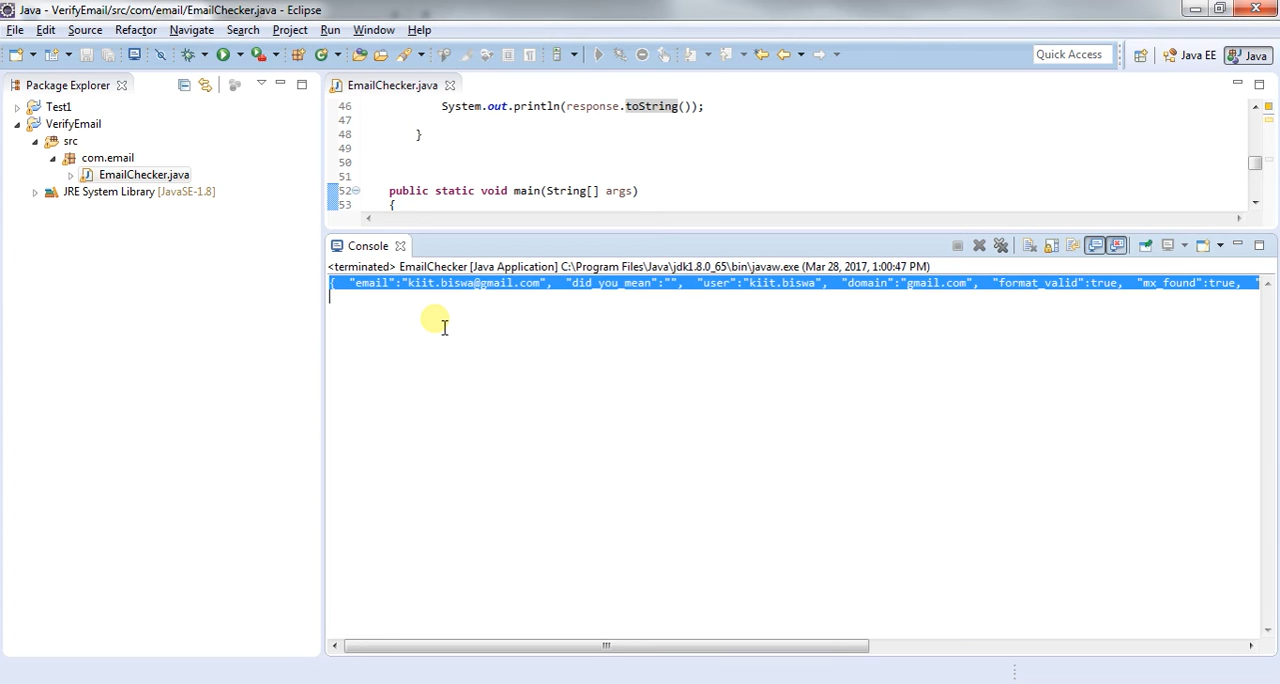 Java - VerifyEmail/src/com/email/EmailChecker.java - Eclipse
File Edit Source Refactor Navigate Search Project Run Window Help
Quick Access Java EE Java
Package Explorer
Test1
VerifyEmail
src
com.email
EmailChecker.java
JRE System Library [JavaSE-1.8]
EmailChecker.java
46 System.out.println(response.toString());
47
48 }
49
50
51
52 public static void main(String[] args)
53 {
Console
<terminated> EmailChecker [Java Application] C:\Program Files\Java\jdk1.8.0_65\bin\javaw.exe (Mar 28, 2017, 1:00:47 PM)
{ "email":"kiit.biswa@gmail.com", "did_you_mean":"", "user":"kiit.biswa", "domain":"gmail.com", "format_valid":true, "mx_found":true, "